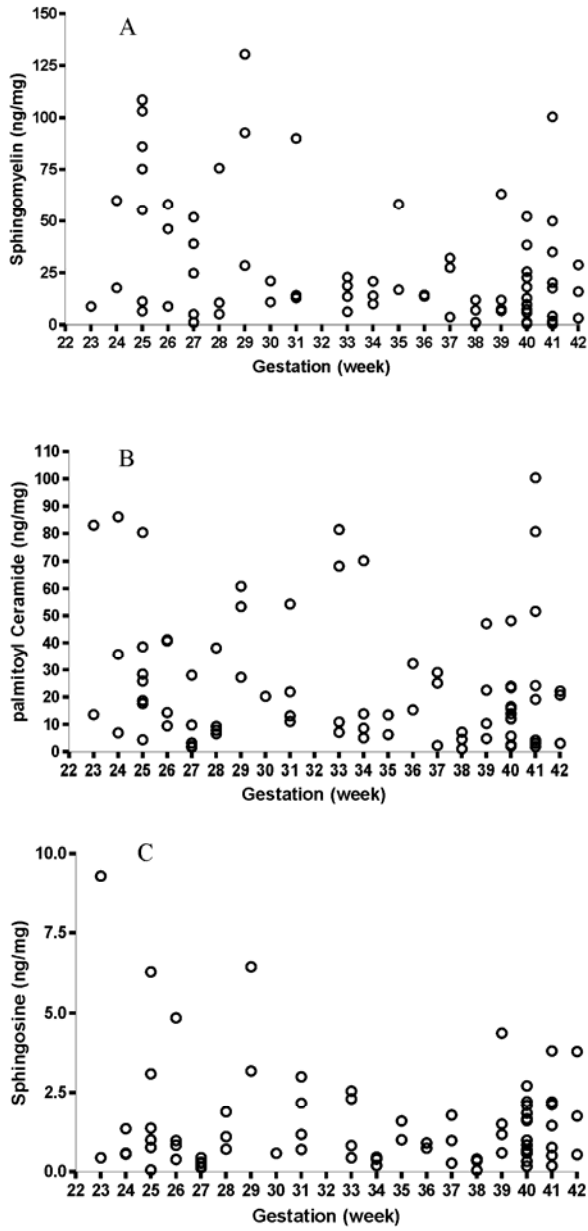 A
150
125
100
75
50
25
0
Sphingomyelin (ng/mg)
22 23 24 25 26 27 28 29 30 31 32 33 34 35 36 37 38 39 40 41 42
Gestation (week)
B
110
100
90
80
70
60
50
40
30
20
10
0
palmitoyl Ceramide (ng/mg)
22 23 24 25 26 27 28 29 30 31 32 33 34 35 36 37 38 39 40 41 42
Gestation (week)
C
10.0
7.5
5.0
2.5
0.0
Sphingosine (ng/mg)
22 23 24 25 26 27 28 29 30 31 32 33 34 35 36 37 38 39 40 41 42
Gestation (week)